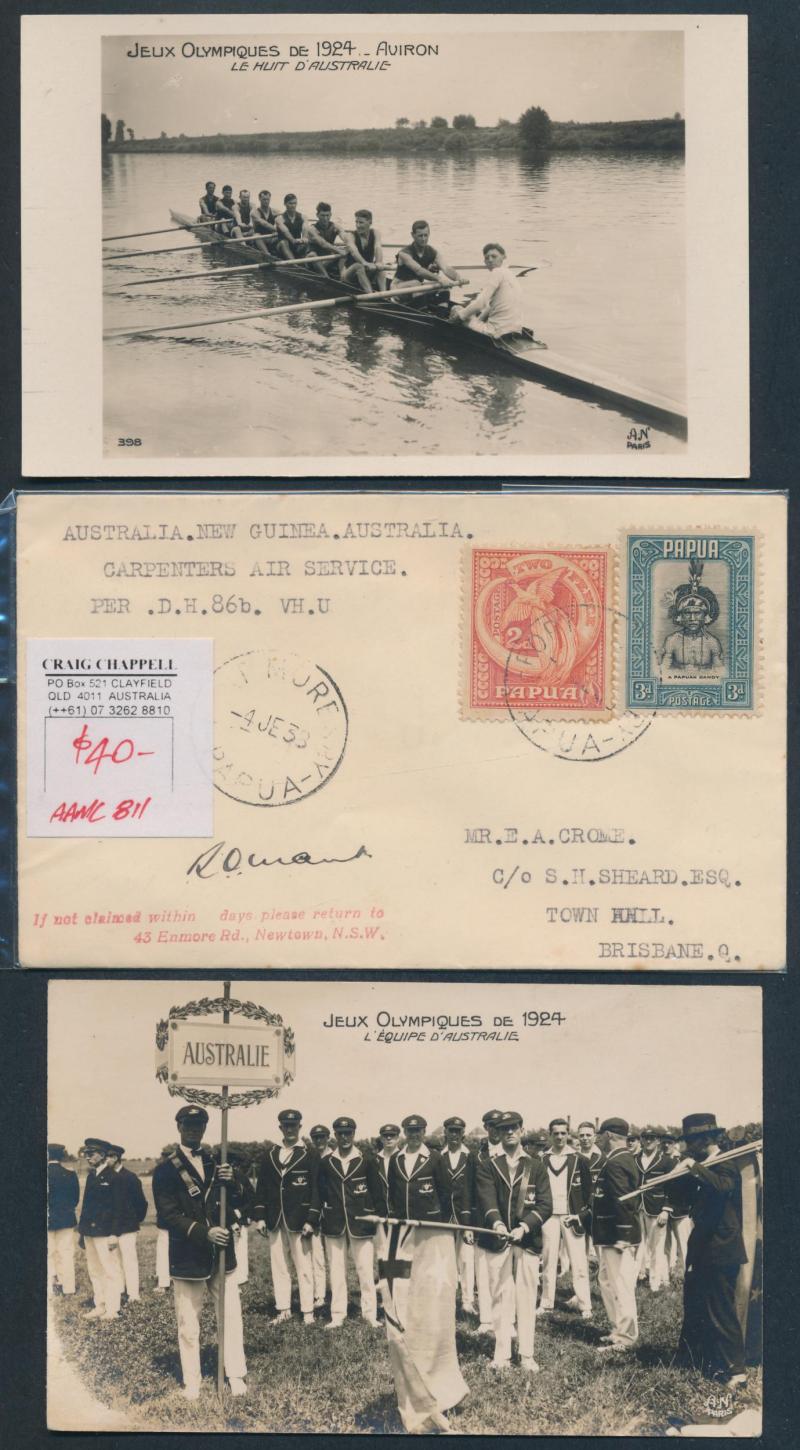 JEUX OLYMPIQUES DE 1924. _ AVIRON
LE HUIT D'AUSTRALIE
398
A.N
PARIS
AUSTRALIA.NEW GUINEA.AUSTRALIA.
CARPENTERS AIR SERVICE.
PER .D.H.86b. VH.U
CRAIG CHAPPELL
PO Box 521 CLAYFIELD
QLD 4011 AUSTRALIA
(++61) 07 3262 8810
$40-
AAMC 811
-4 JE 38
PAPUA
POSTAGE
TWO PENCE
2d
PAPUA
PAPUA
A PAPUAN DANDY
3d POSTAGE 3d
MR.E.A.CROME.
C/o S.H.SHEARD.ESQ.
TOWN HALL.
BRISBANE.Q.
If not claimed within days please return to
43 Enmore Rd., Newtown, N.S.W.
JEUX OLYMPIQUES DE 1924
L'ÉQUIPE D'AUSTRALIE
AUSTRALIE
A.N
PARIS